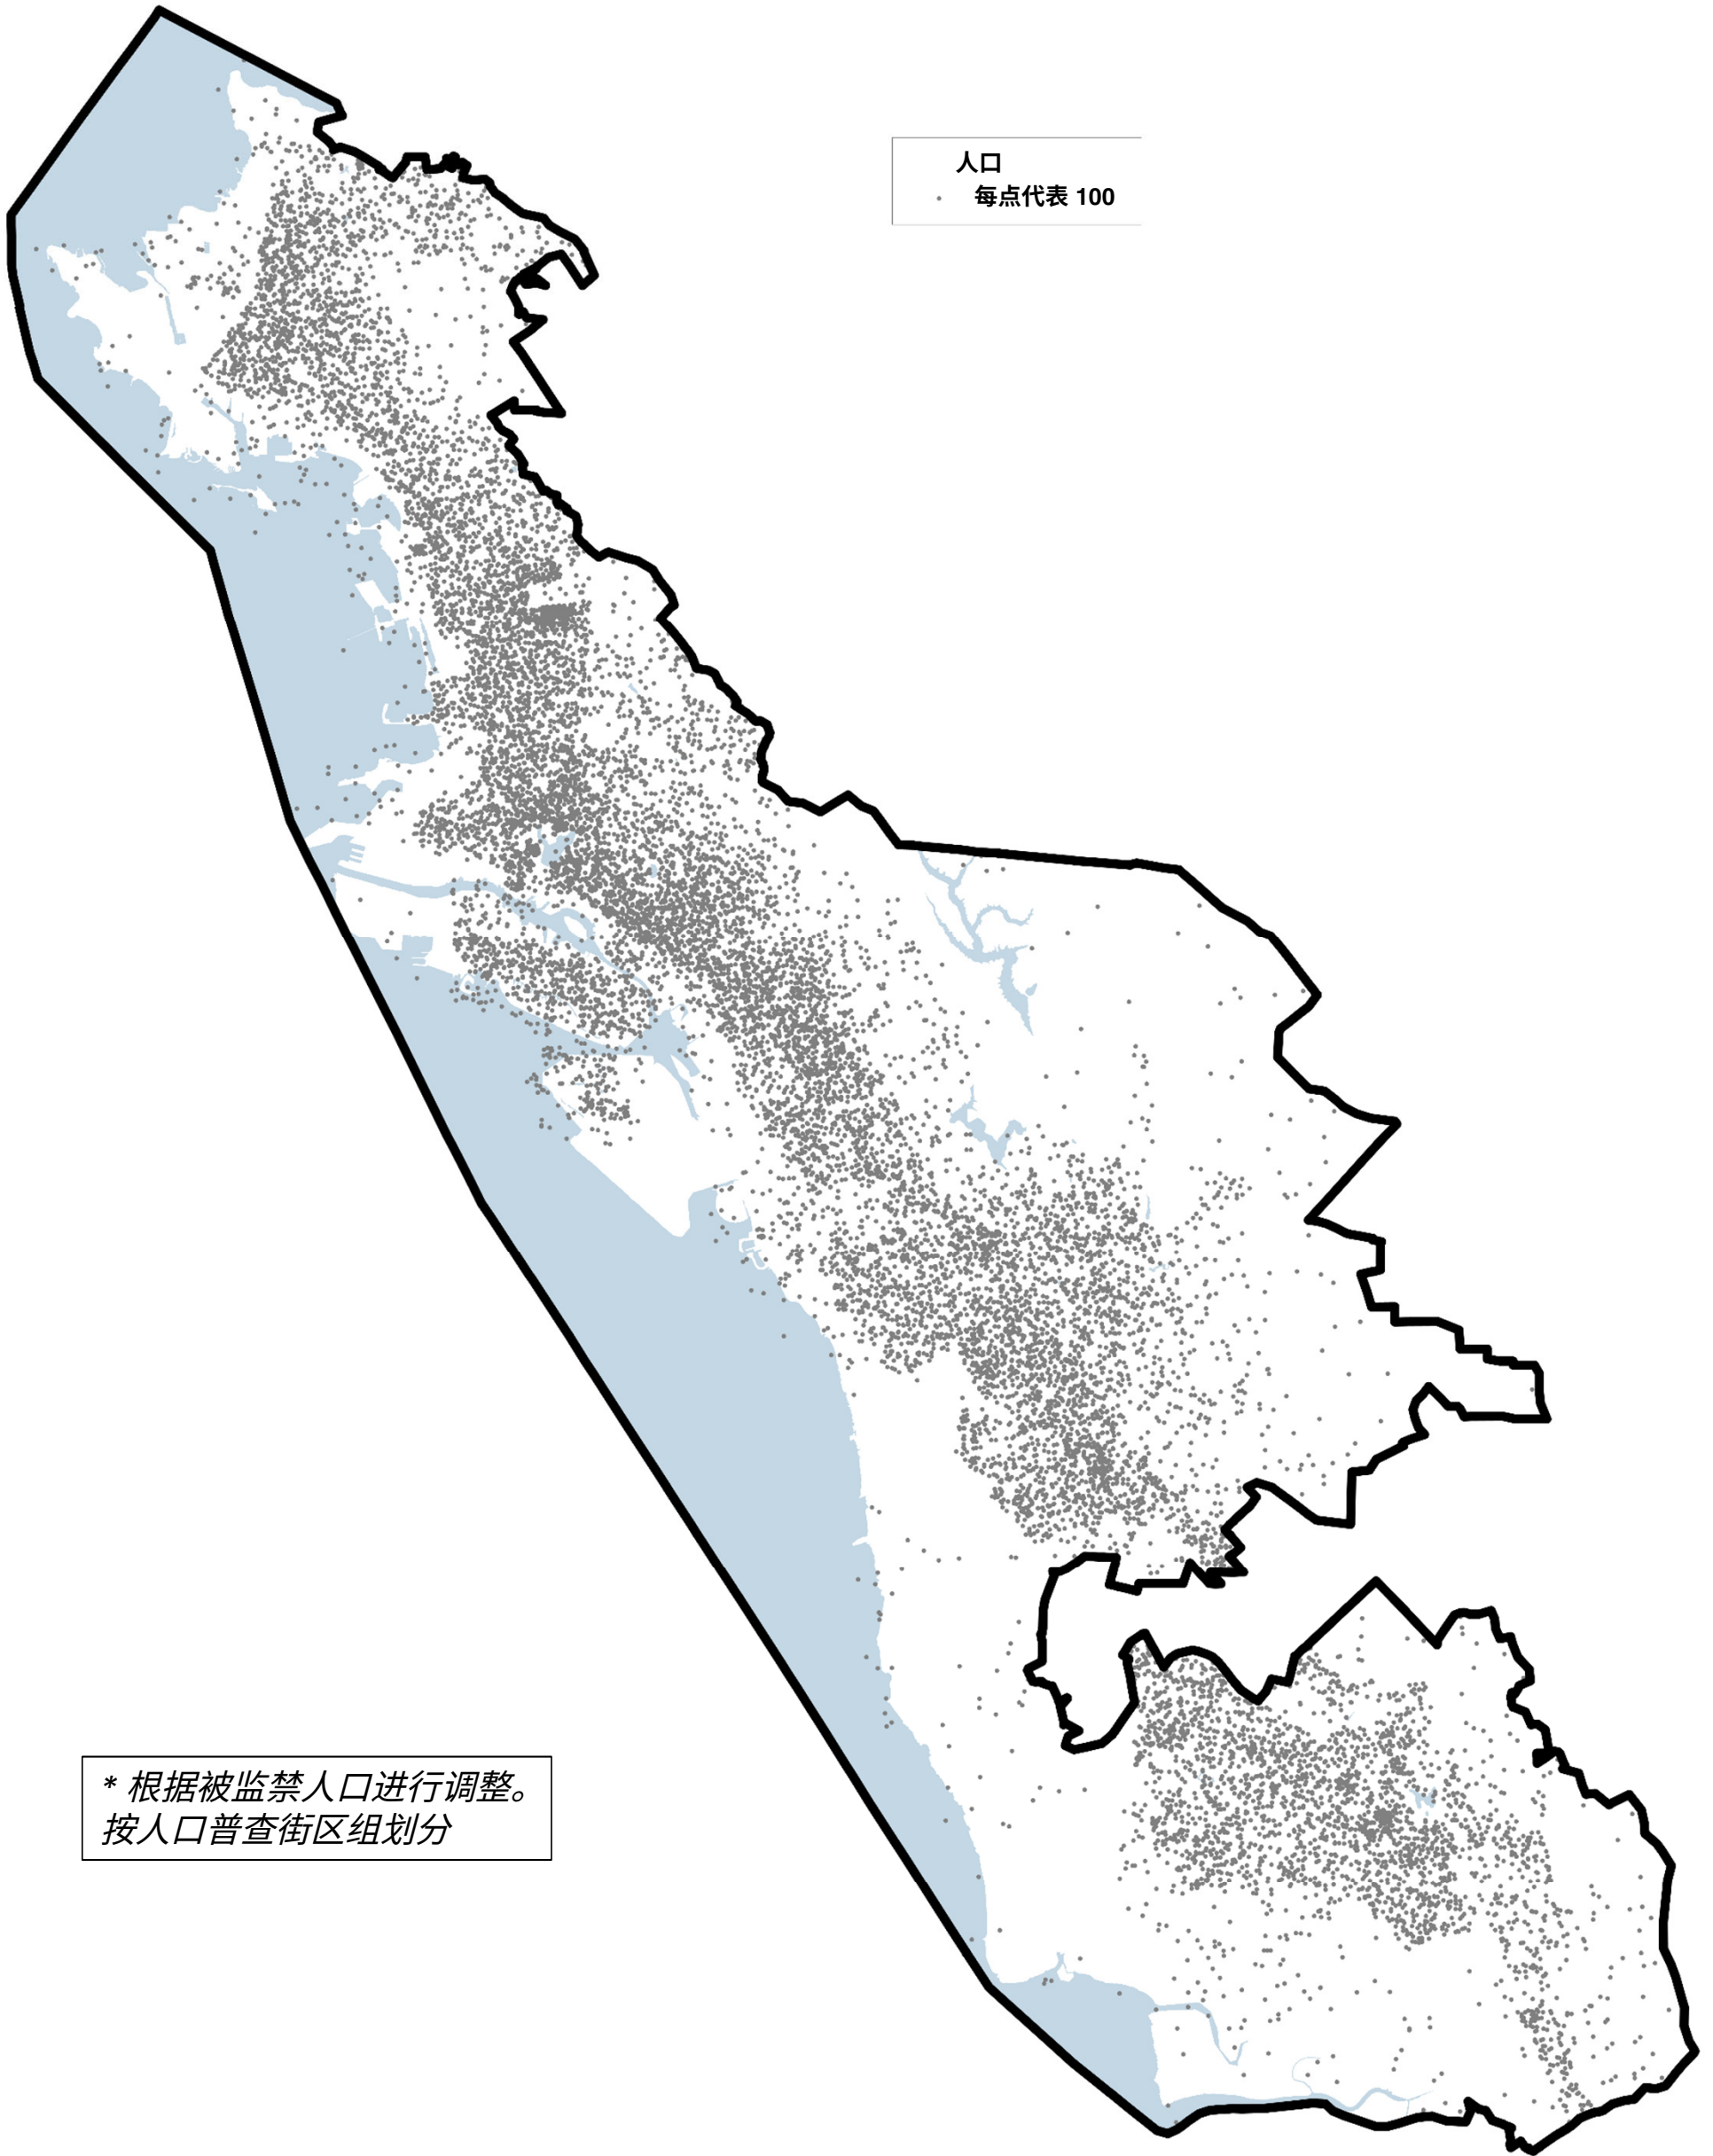 人口
每点代表 100
* 根据被监禁人口进行调整。
按人口普查街区组划分